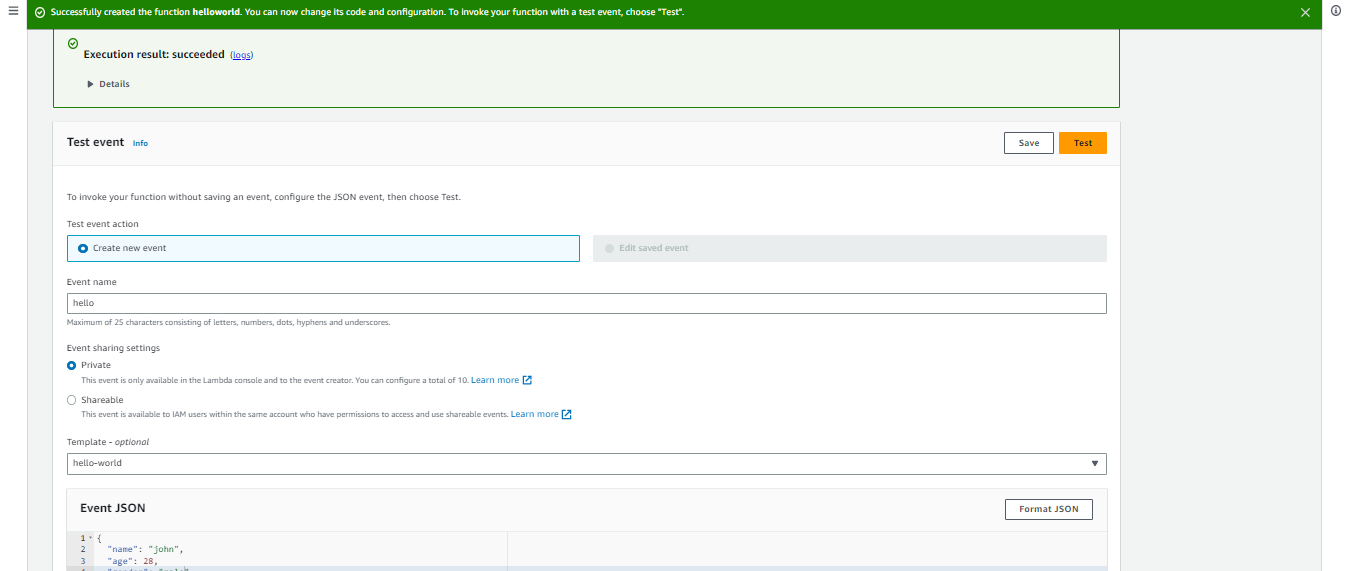 Successfully created the function helloworld. You can now change its code and configuration. To invoke your function with a test event, choose "Test".
Execution result: succeeded (logs)
Details
Test event Info
Save
Test
To invoke your function without saving an event, configure the JSON event, then choose Test.
Test event action
Create new event
Edit saved event
Event name
hello
Maximum of 25 characters consisting of letters, numbers, dots, hyphens and underscores.
Event sharing settings
Private
This event is only available in the Lambda console and to the event creator. You can configure a total of 10. Learn more
Shareable
This event is available to IAM users within the same account who have permissions to access and use shareable events. Learn more
Template - optional
hello-world
Event JSON
Format JSON
1 {
2 "name": "john",
3 "age": 28,